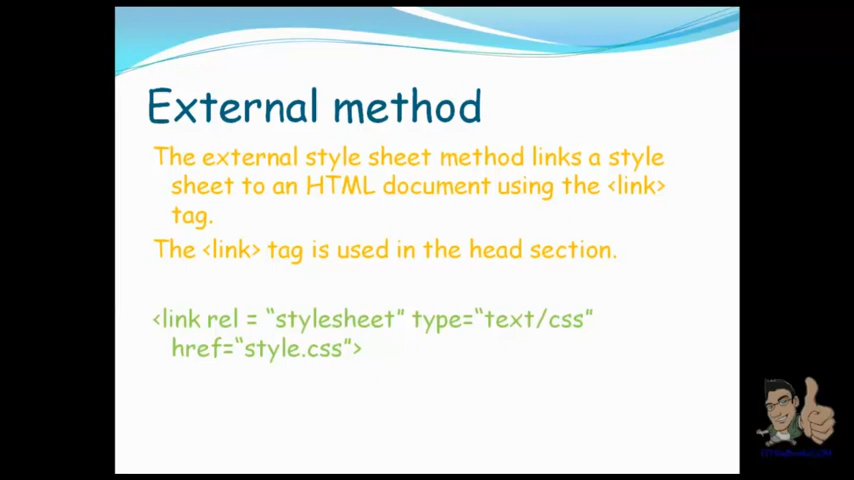 External method
The external style sheet method links a style
sheet to an HTML document using the <link>
tag.
The <link> tag is used in the head section.
<link rel = “stylesheet” type=“text/css”
href=“style.css”>